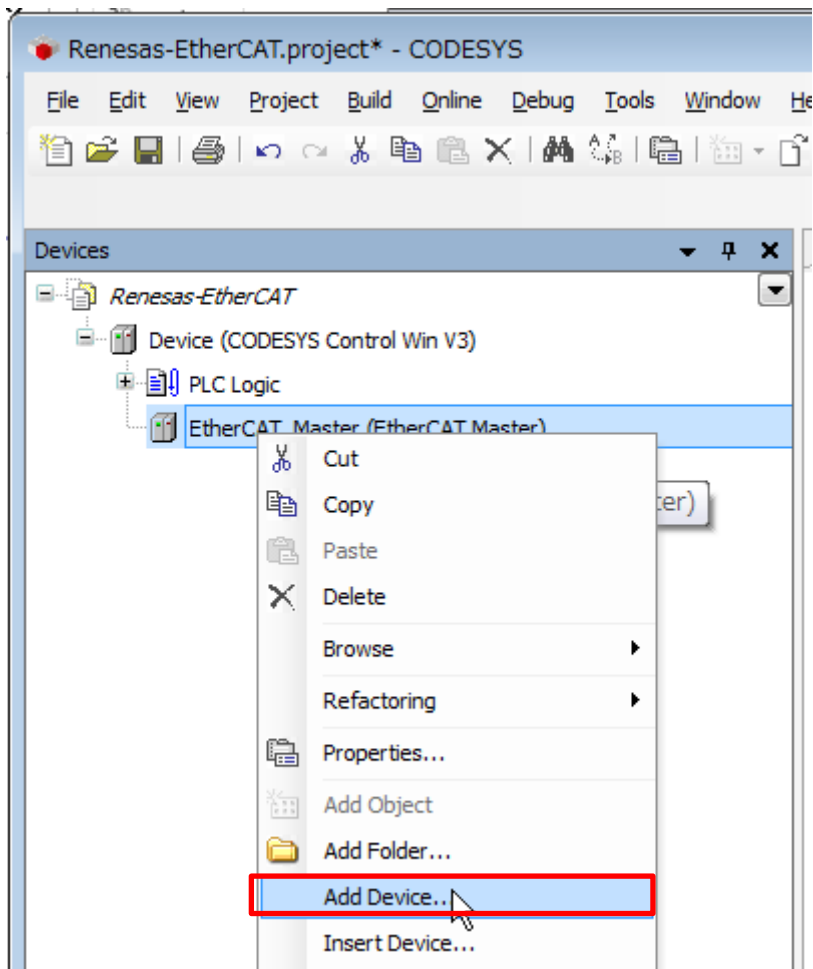 Renesas-EtherCAT.project* - CODESYS
File Edit View Project Build Online Debug Tools Window He
Devices
Renesas-EtherCAT
Device (CODESYS Control Win V3)
PLC Logic
EtherCAT_Master (EtherCAT Master)
Cut
Copy
ter)
Paste
Delete
Browse
Refactoring
Properties...
Add Object
Add Folder...
Add Device...
Insert Device...